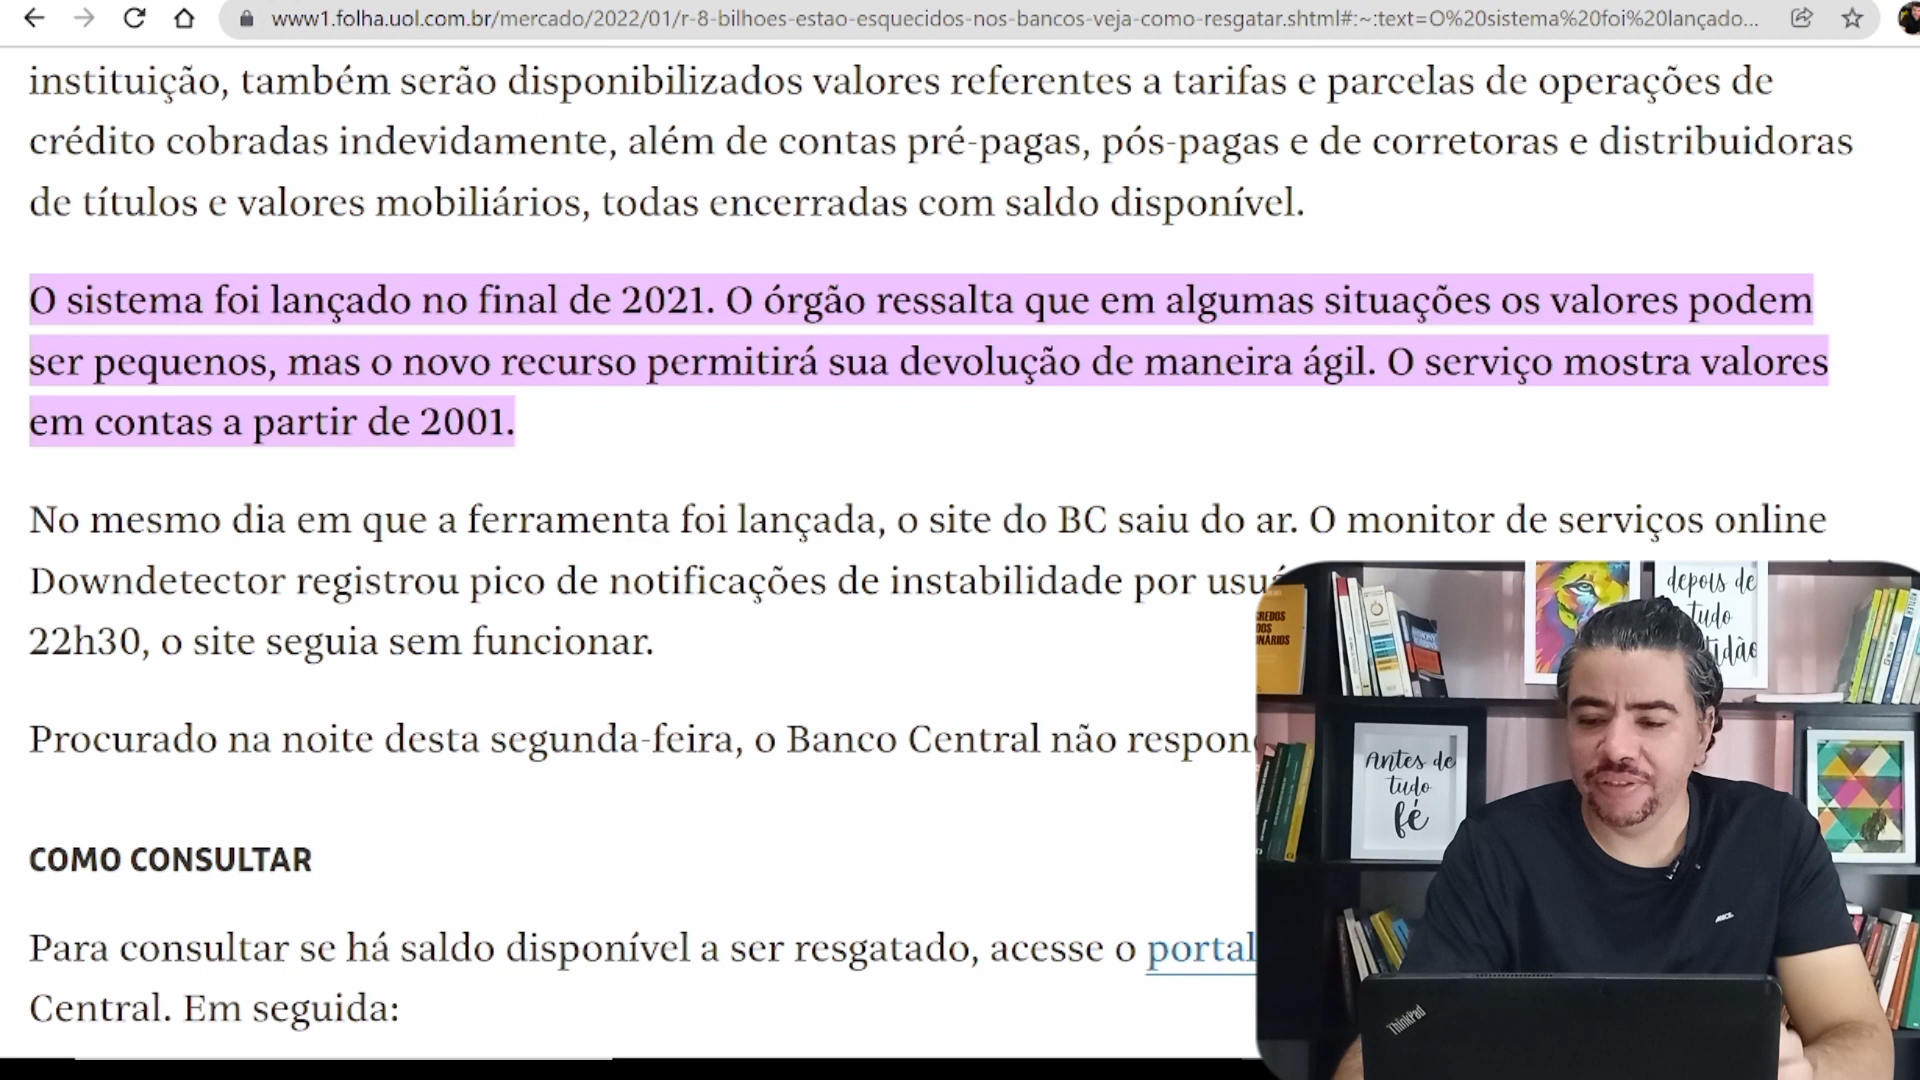 www1.folha.uol.com.br/mercado/2022/01/r-8-bilhoes-estao-esquecidos-nos-bancos-veja-como-resgatar.shtml#:~:text=O%20sistema%20foi%20lançado...
instituição, também serão disponibilizados valores referentes a tarifas e parcelas de operações de
crédito cobradas indevidamente, além de contas pré-pagas, pós-pagas e de corretoras e distribuidoras
de títulos e valores mobiliários, todas encerradas com saldo disponível.
O sistema foi lançado no final de 2021. O órgão ressalta que em algumas situações os valores podem
ser pequenos, mas o novo recurso permitirá sua devolução de maneira ágil. O serviço mostra valores
em contas a partir de 2001.
No mesmo dia em que a ferramenta foi lançada, o site do BC saiu do ar. O monitor de serviços online
Downdetector registrou pico de notificações de instabilidade por usuá
22h30, o site seguia sem funcionar.
Procurado na noite desta segunda-feira, o Banco Central não respon
COMO CONSULTAR
Para consultar se há saldo disponível a ser resgatado, acesse o portal
Central. Em seguida:
depois de
tudo
tidão
Antes de
tudo
fé
ThinkPad